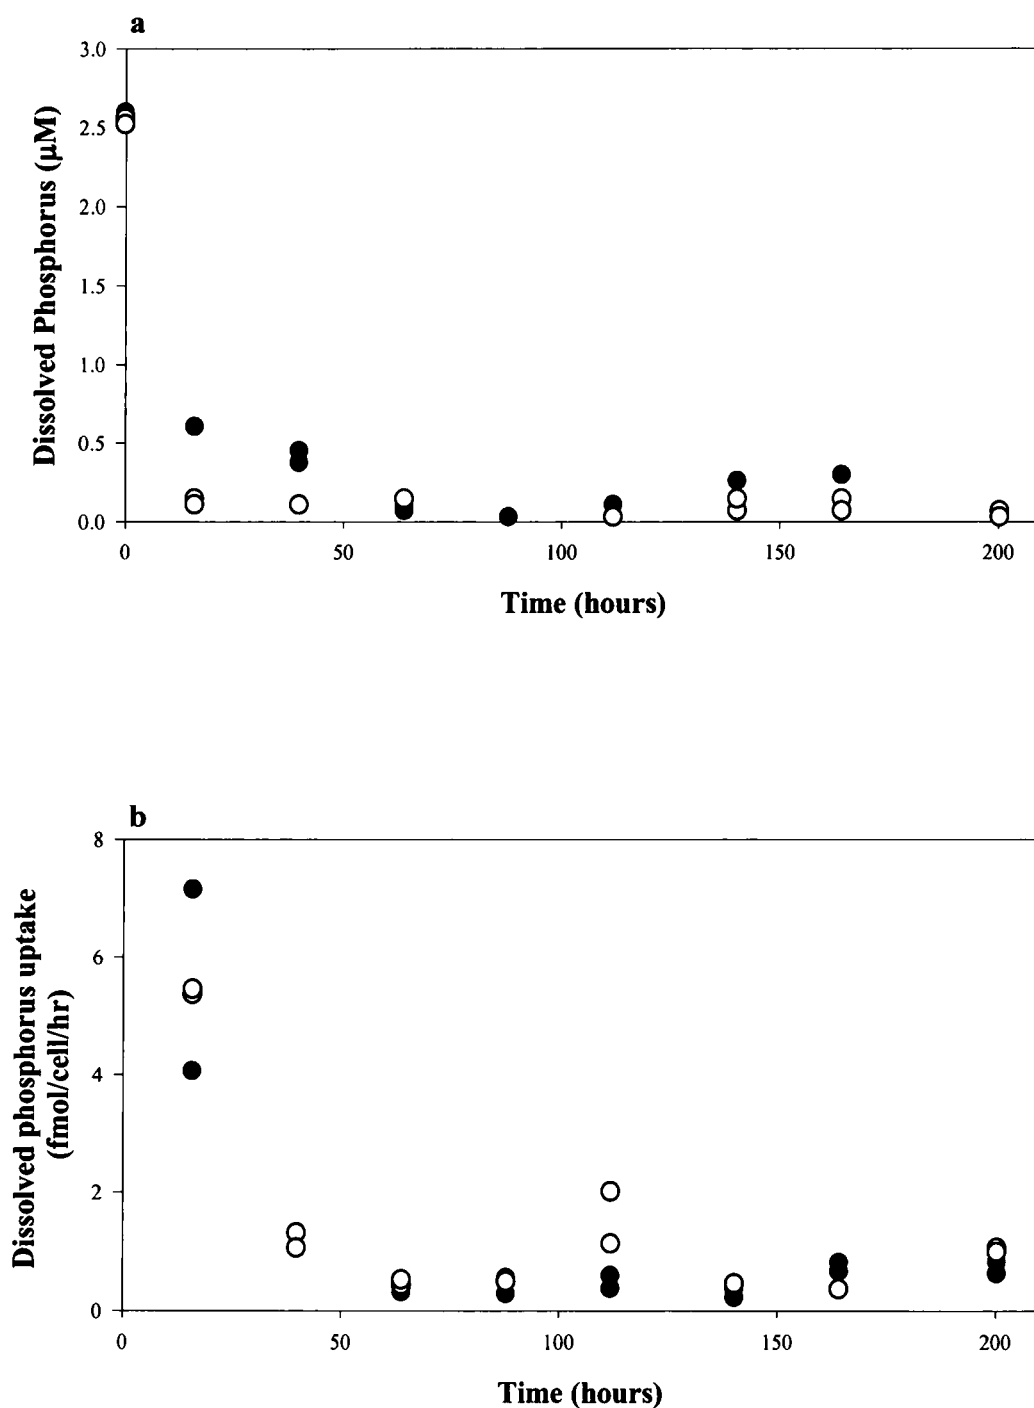 a
Dissolved Phosphorus (μM)
3.0
2.5
2.0
1.5
1.0
0.5
0.0
0 50 100 150 200
Time (hours)
b
Dissolved phosphorus uptake
(fmol/cell/hr)
8
6
4
2
0
0 50 100 150 200
Time (hours)